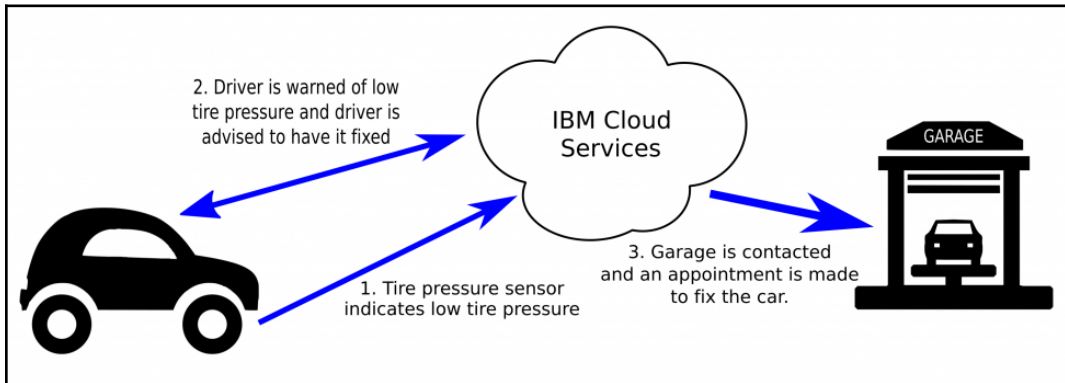 2. Driver is warned of low
tire pressure and driver is
advised to have it fixed
IBM Cloud
Services
GARAGE
1. Tire pressure sensor
indicates low tire pressure
3. Garage is contacted
and an appointment is made
to fix the car.